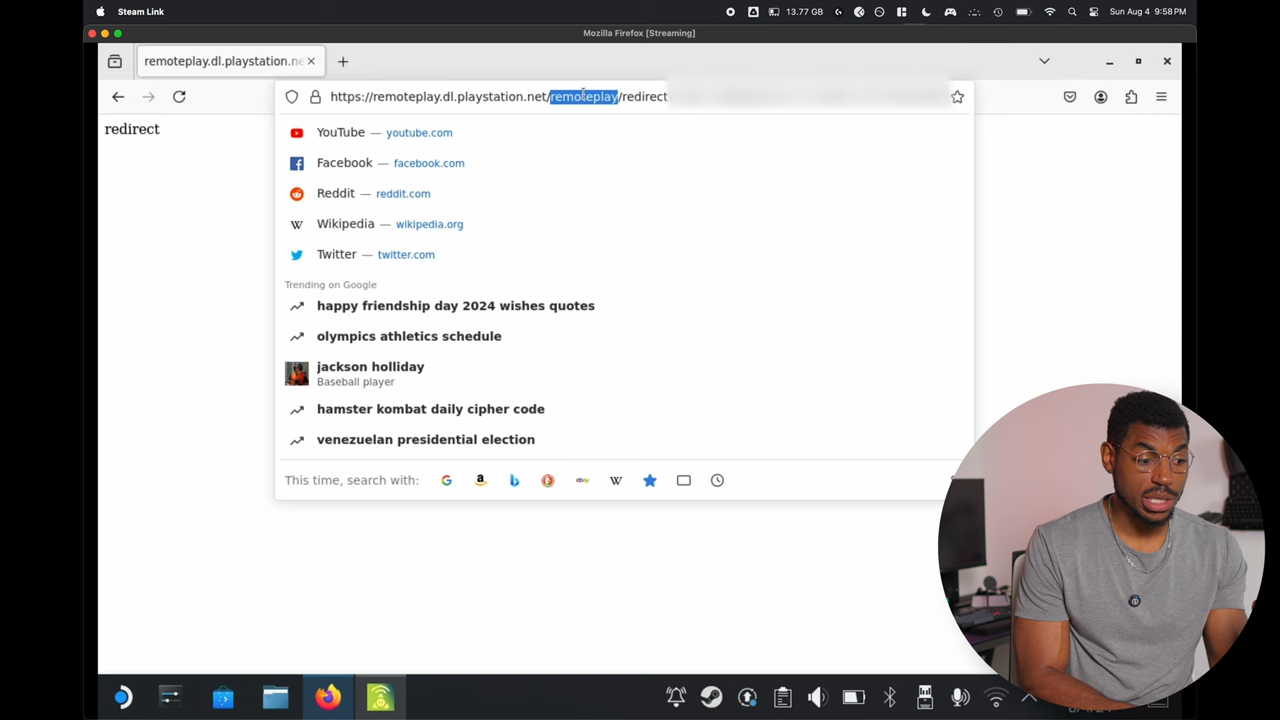 Steam Link
13.77 GB
Sun Aug 4 9:58 PM
Mozilla Firefox [Streaming]
remoteplay.dl.playstation.ne
https://remoteplay.dl.playstation.net/remoteplay/redirect
redirect
YouTube — youtube.com
Facebook — facebook.com
Reddit — reddit.com
Wikipedia — wikipedia.org
Twitter — twitter.com
Trending on Google
happy friendship day 2024 wishes quotes
olympics athletics schedule
jackson holliday
Baseball player
hamster kombat daily cipher code
venezuelan presidential election
This time, search with: